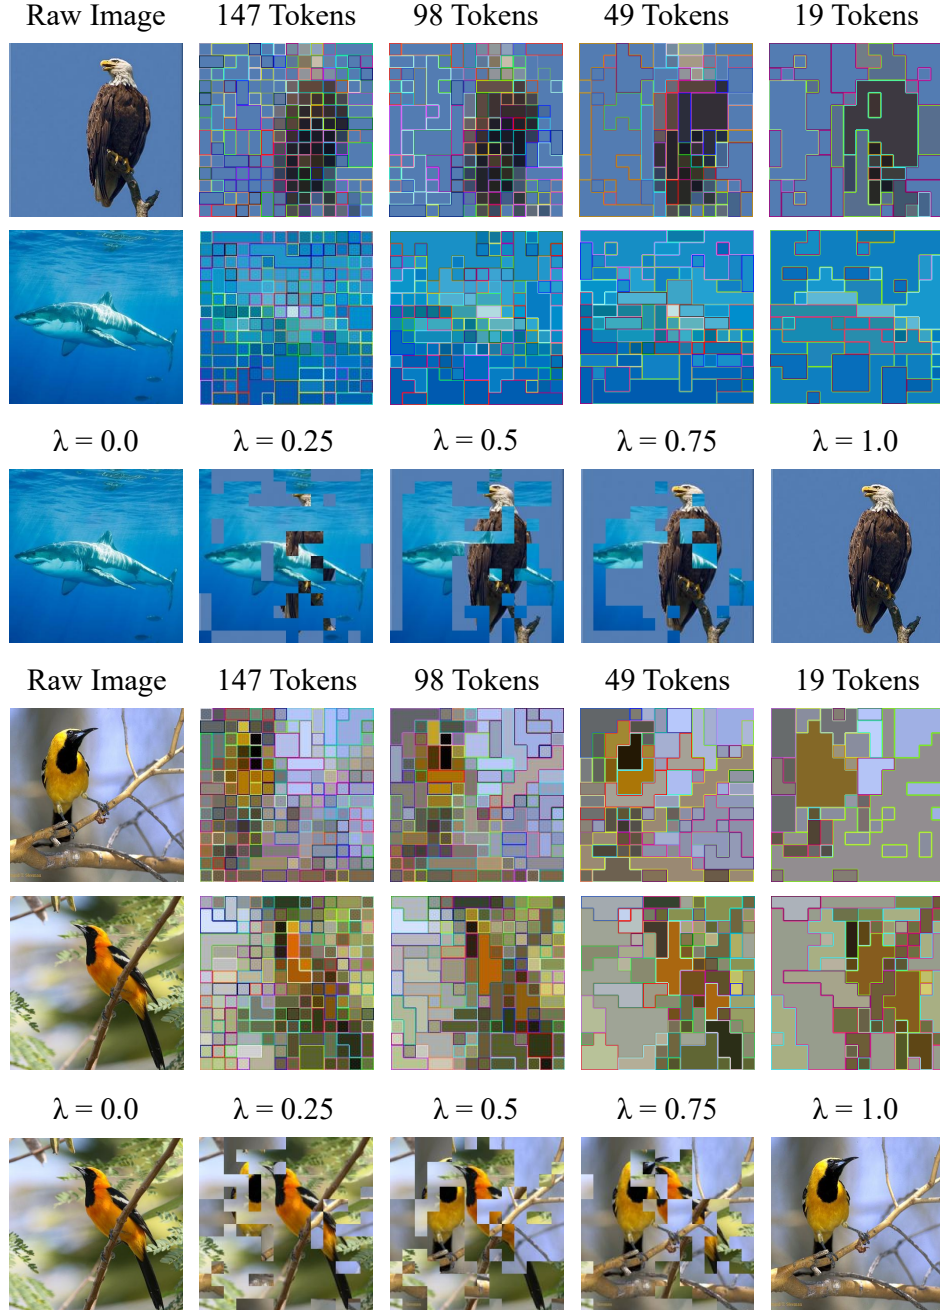 Raw Image 147 Tokens 98 Tokens 49 Tokens 19 Tokens
λ = 0.0 λ = 0.25 λ = 0.5 λ = 0.75 λ = 1.0
Raw Image 147 Tokens 98 Tokens 49 Tokens 19 Tokens
λ = 0.0 λ = 0.25 λ = 0.5 λ = 0.75 λ = 1.0